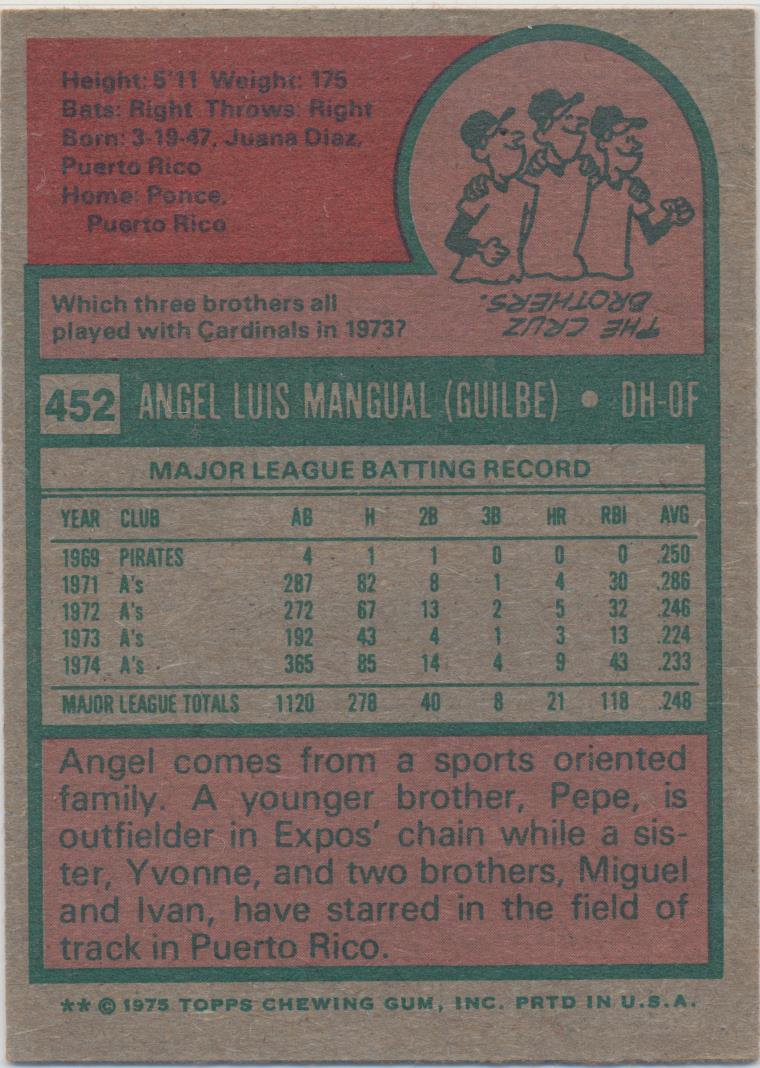 Height: 5'11 Weight: 175
Bats: Right Throws: Right
Born: 3-19-47, Juana Diaz,
Puerto Rico
Home: Ponce,
Puerto Rico
Which three brothers all
played with Cardinals in 1973?
THE CRUZ
BROTHERS.
452 ANGEL LUIS MANGUAL (GUILBE) • DH-OF
MAJOR LEAGUE BATTING RECORD
YEAR CLUB AB H 2B 3B HR RBI AVG
1969 PIRATES 4 1 1 0 0 0 .250
1971 A's 287 82 8 1 4 30 .286
1972 A's 272 67 13 2 5 32 .246
1973 A's 192 43 4 1 3 13 .224
1974 A's 365 85 14 4 9 43 .233
MAJOR LEAGUE TOTALS 1120 278 40 8 21 118 .248
Angel comes from a sports oriented
family. A younger brother, Pepe, is
outfielder in Expos' chain while a sis-
ter, Yvonne, and two brothers, Miguel
and Ivan, have starred in the field of
track in Puerto Rico.
** © 1975 TOPPS CHEWING GUM, INC. PRTD IN U.S.A.